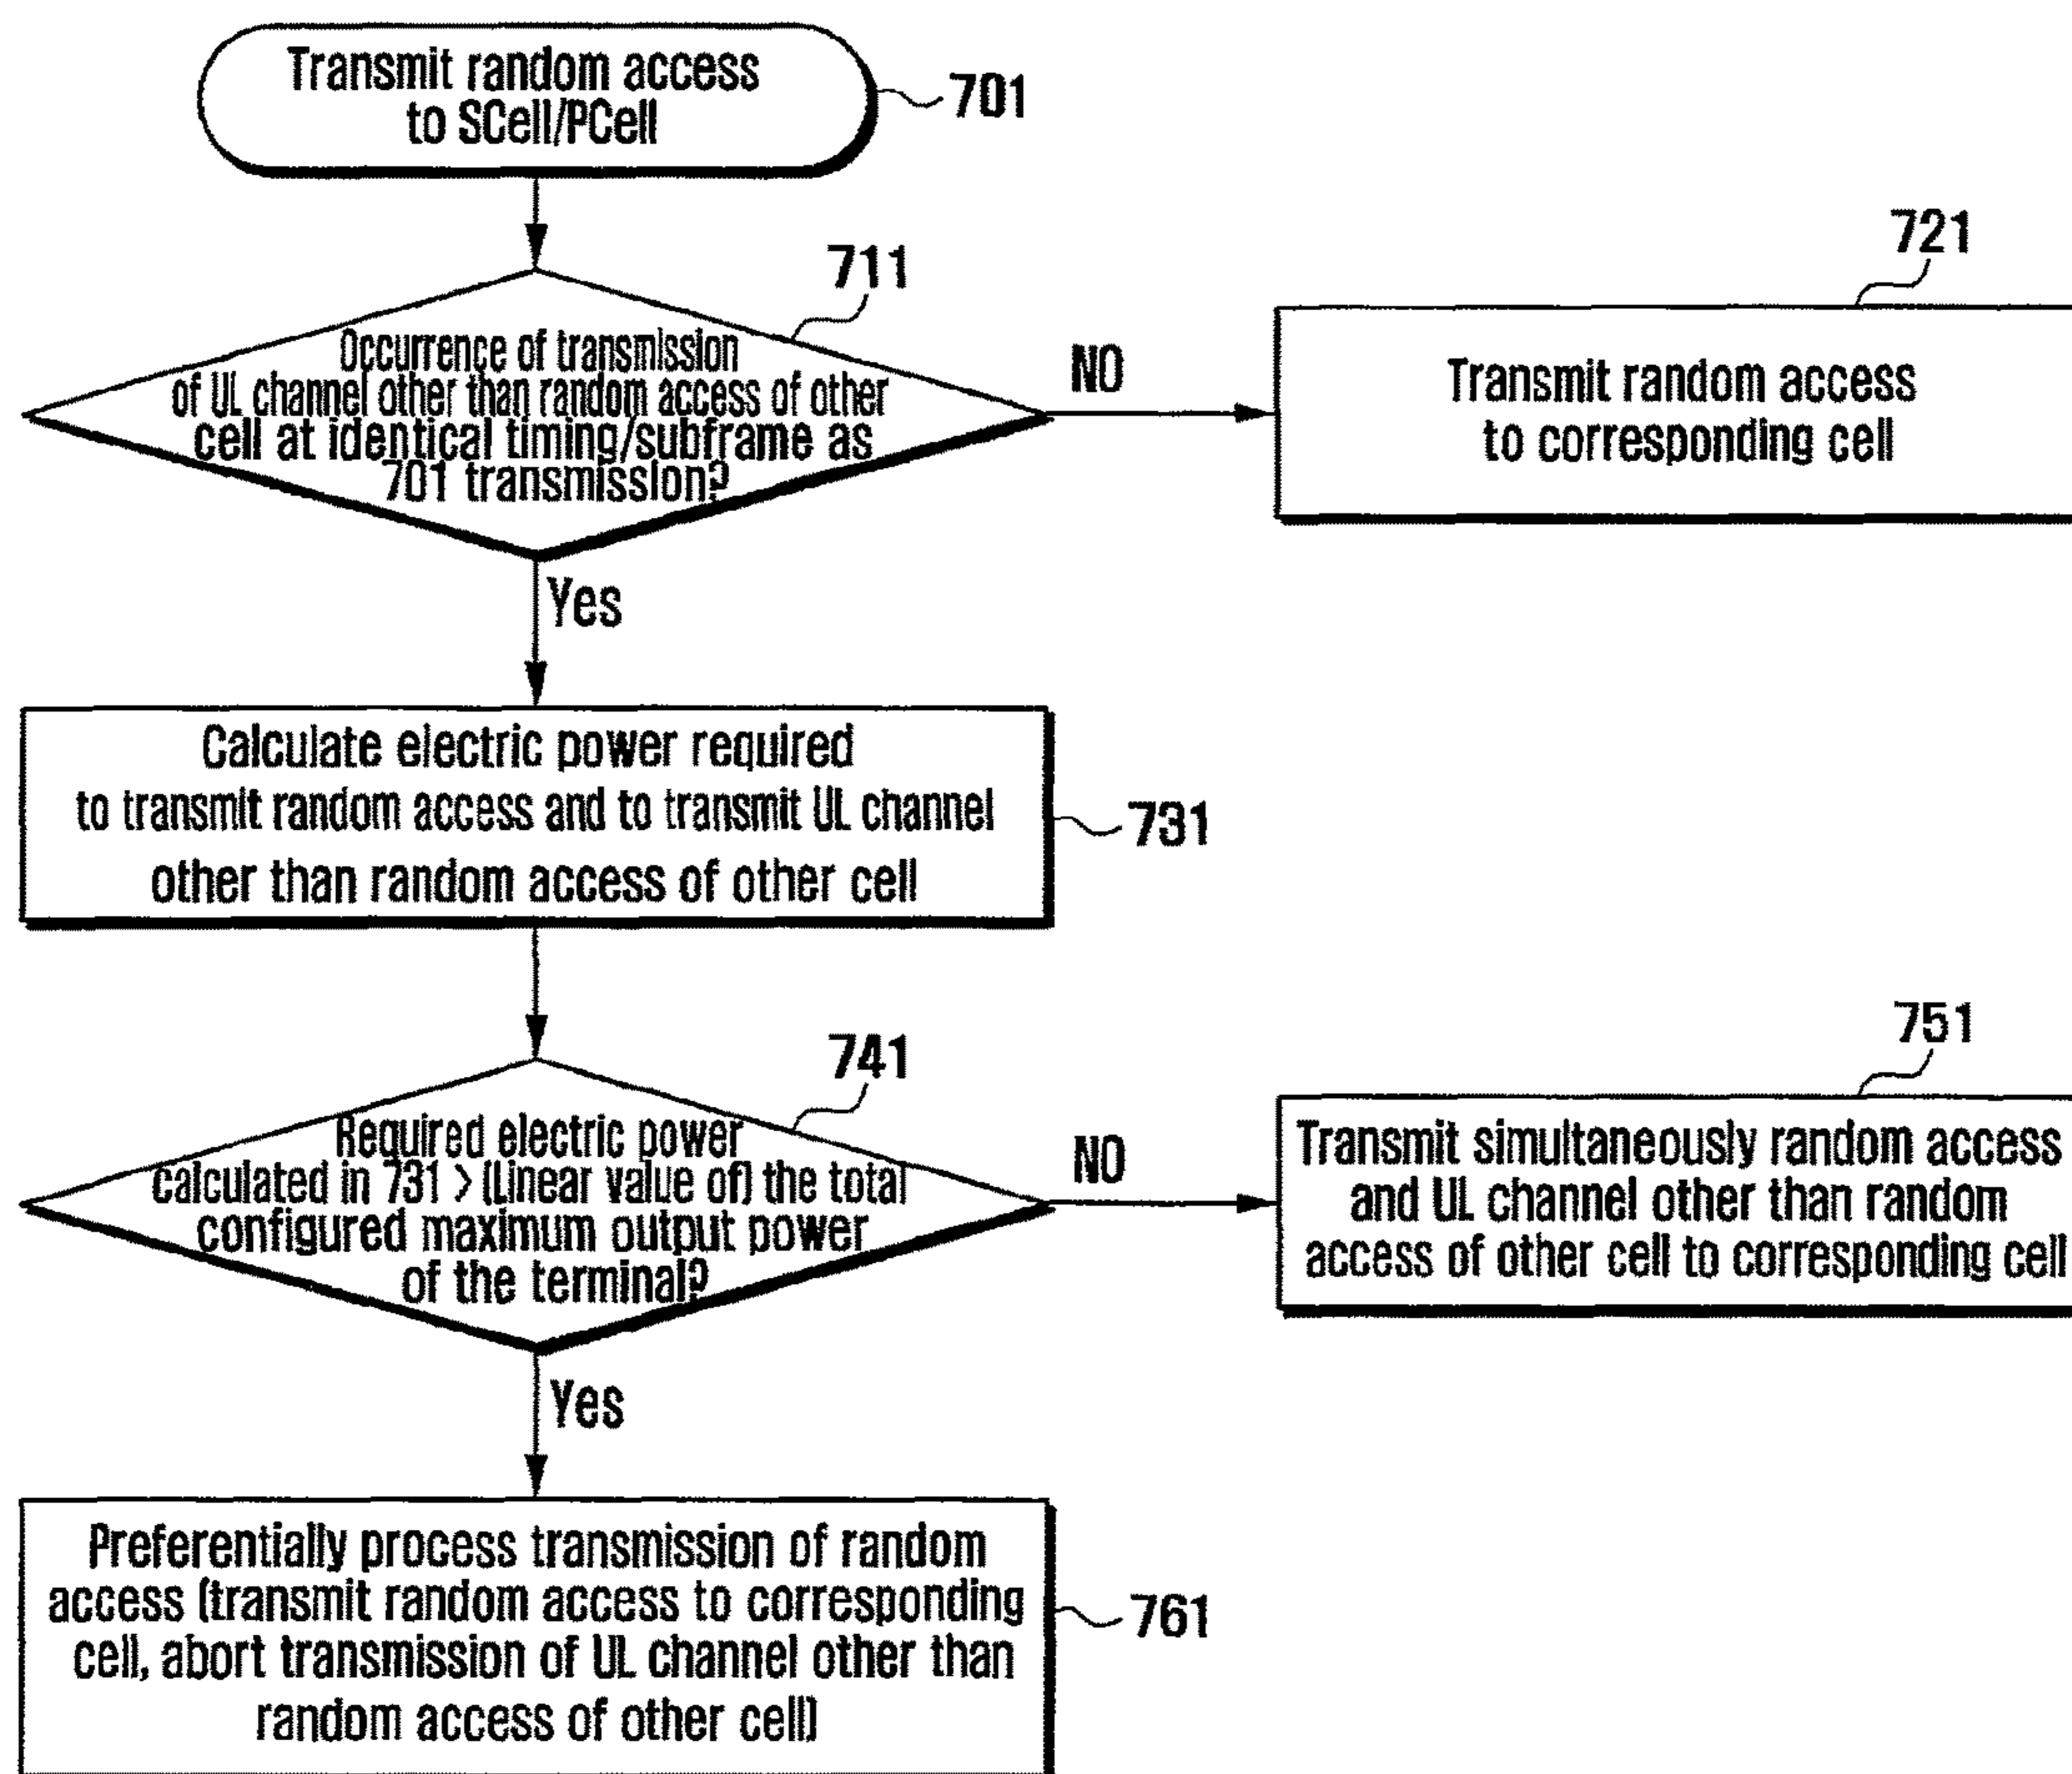 Transmit random access
to SCell/PCell
701
711
Occurrence of transmission
of UL channel other than random access of other
cell at identical timing/subframe as
701 transmission?
NO
721
Transmit random access
to corresponding cell
Yes
Calculate electric power required
to transmit random access and to transmit UL channel
other than random access of other cell
731
741
Required electric power
calculated in 731 > (Linear value of) the total
configured maximum output power
of the terminal?
NO
751
Transmit simultaneously random access
and UL channel other than random
access of other cell to corresponding cell
Yes
Preferentially process transmission of random
access (transmit random access to corresponding
cell, abort transmission of UL channel other than
random access of other cell)
761